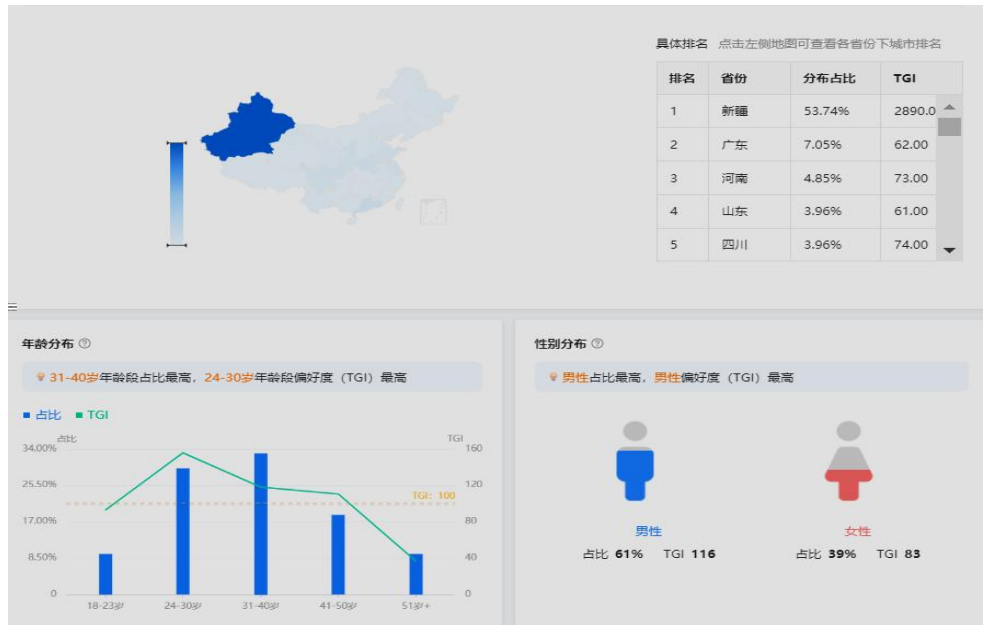 具体排名 点击左侧地图可查看各省份下城市排名
排名 省份 分布占比 TGI
1 新疆 53.74% 2890.0
2 广东 7.05% 62.00
3 河南 4.85% 73.00
4 山东 3.96% 61.00
5 四川 3.96% 74.00
年龄分布
31-40岁年龄段占比最高，24-30岁年龄段偏好度（TGI）最高
占比 TGI
占比 TGI
34.00% 160
25.50% 120
TGI：100
17.00% 80
8.50% 40
0 0
18-23岁 24-30岁 31-40岁 41-50岁 51岁+
性别分布
男性占比最高，男性偏好度（TGI）最高
男性 女性
占比 61% TGI 116 占比 39% TGI 83